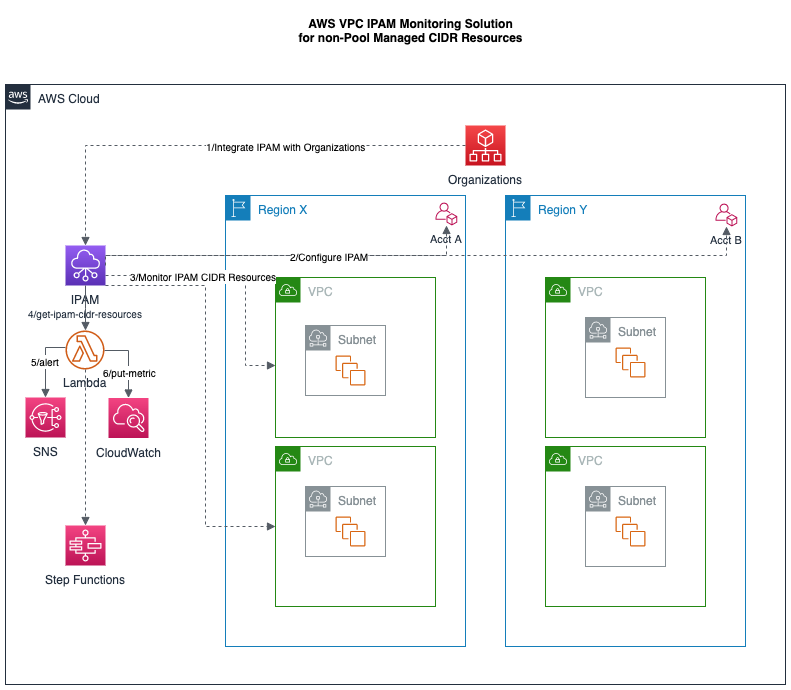 AWS VPC IPAM Monitoring Solution
for non-Pool Managed CIDR Resources
aws
AWS Cloud
1/Integrate IPAM with Organizations
Organizations
Region X
Acct A
Region Y
Acct B
2/Configure IPAM
3/Monitor IPAM CIDR Resources
IPAM
4/get-ipam-cidr-resources
VPC
Subnet
VPC
Subnet
5/alert
Lambda
6/put-metric
SNS
CloudWatch
VPC
Subnet
VPC
Subnet
Step Functions